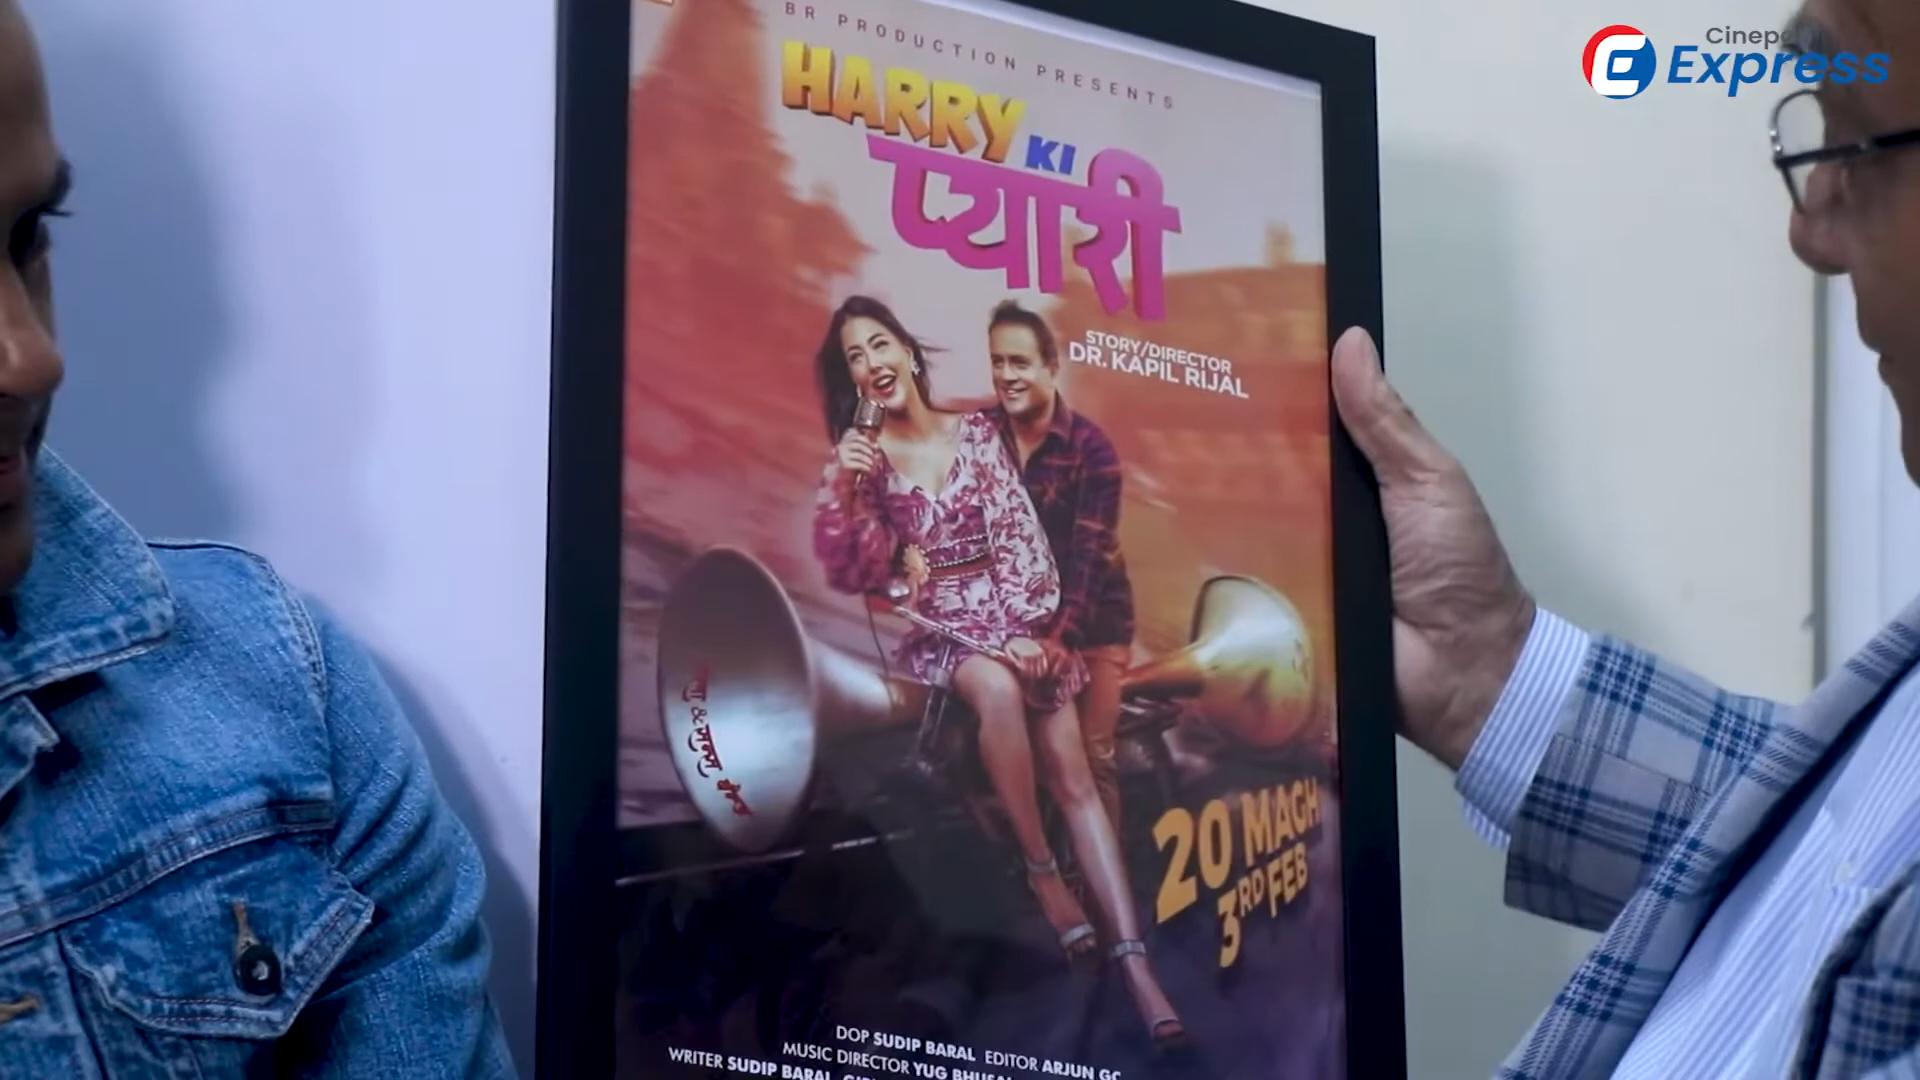 BR PRODUCTION PRESENTS
HARRY KI
प्यारी
STORY/DIRECTOR
DR. KAPIL RIJAL
20 MAGH
3RD FEB
DOP SUDIP BARAL EDITOR ARJUN GC
MUSIC DIRECTOR YUG
WRITER SUDIP BARAL
Express